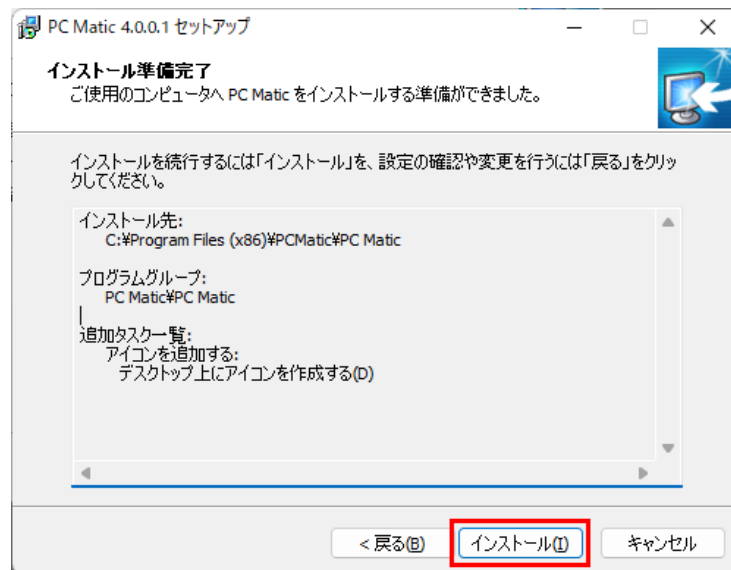 PC Matic 4.0.0.1 セットアップ
インストール準備完了
ご使用のコンピュータへ PC Matic をインストールする準備ができました。
インストールを続行するには「インストール」を、設定の確認や変更を行うには「戻る」をクリッ
クしてください。
インストール先:
C:¥Program Files (x86)¥PCMatic¥PC Matic
プログラムグループ:
PC Matic¥PC Matic
追加タスク一覧:
アイコンを追加する:
デスクトップ上にアイコンを作成する(D)
< 戻る(B) インストール(I) キャンセル